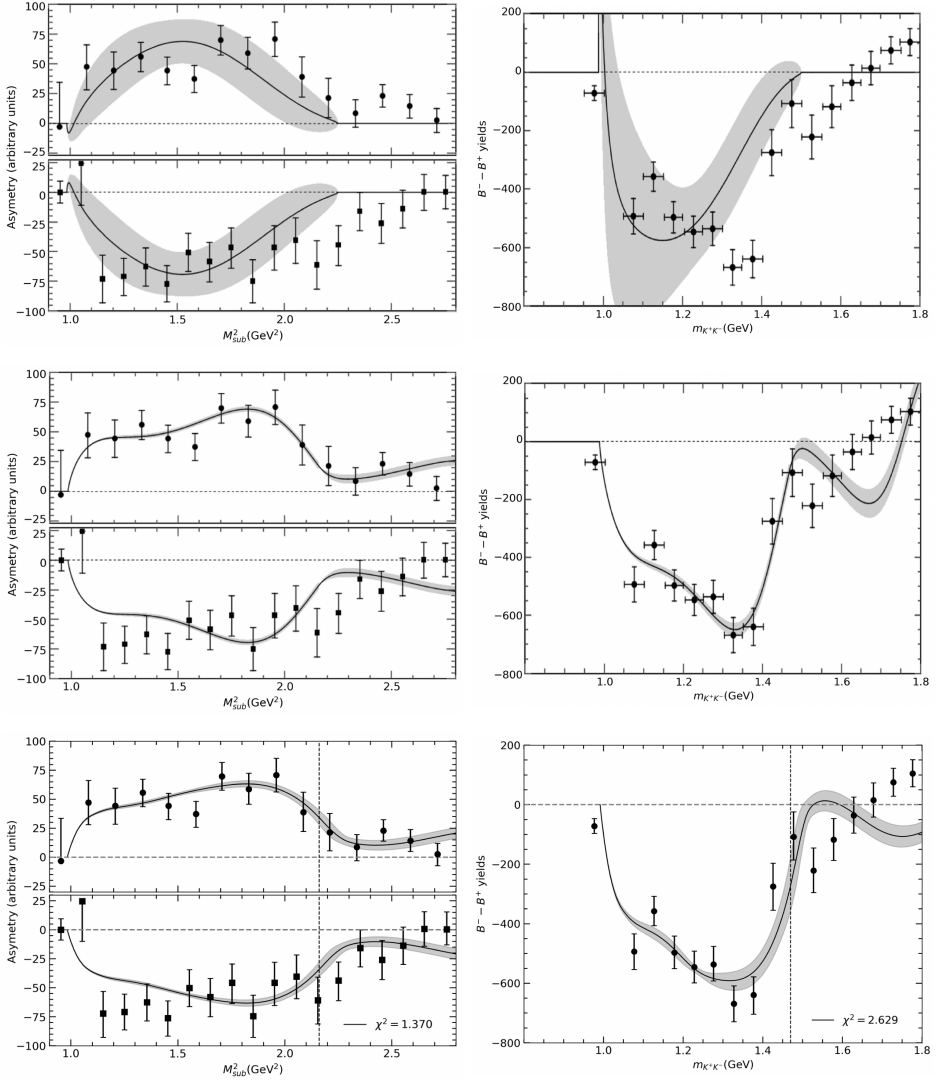 100
75
50
25
0
−25
25
0
−25
−50
−75
−100
Asymmetry (arbitrary units)
1.0 1.5 2.0 2.5
M²sub(GeV²)
200
0
−200
−400
−600
−800
B⁻ − B⁺ yields
1.0 1.2 1.4 1.6 1.8
mK⁺K⁻(GeV)
100
75
50
25
0
−25
25
0
−25
−50
−75
−100
Asymmetry (arbitrary units)
1.0 1.5 2.0 2.5
M²sub(GeV²)
200
0
−200
−400
−600
−800
B⁻ − B⁺ yields
1.0 1.2 1.4 1.6 1.8
mK⁺K⁻(GeV)
100
75
50
25
0
−25
25
0
−25
−50
−75
−100
Asymmetry (arbitrary units)
χ² = 1.370
1.0 1.5 2.0 2.5
M²sub(GeV²)
200
0
−200
−400
−600
−800
B⁻ − B⁺ yields
χ² = 2.629
1.0 1.2 1.4 1.6 1.8
mK⁺K⁻(GeV)